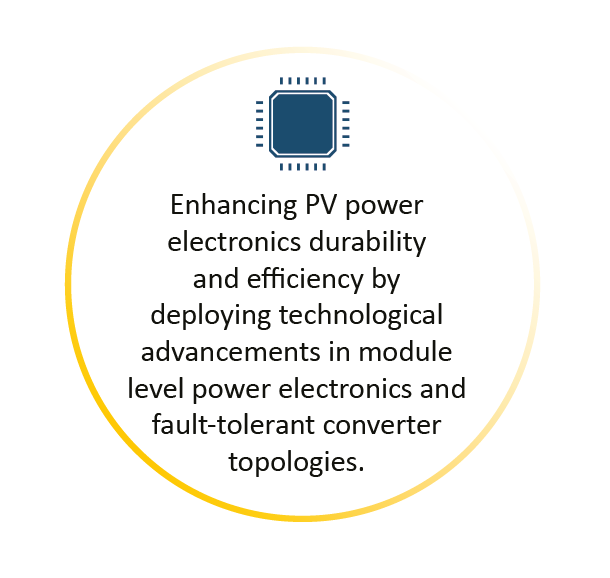 Enhancing PV power
electronics durability
and efficiency by
deploying technological
advancements in module
level power electronics and
fault-tolerant converter
topologies.